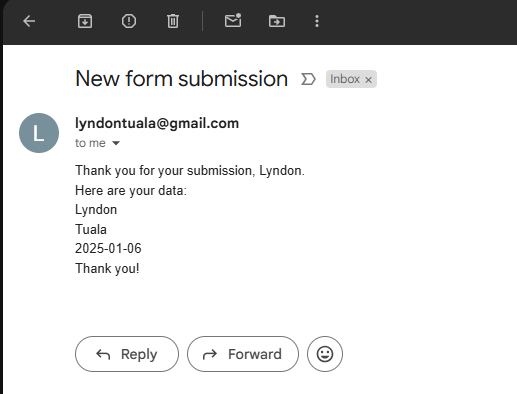 New form submission
Inbox ×
L
lyndontuala@gmail.com
to me
Thank you for your submission, Lyndon.
Here are your data:
Lyndon
Tuala
2025-01-06
Thank you!
Reply
Forward